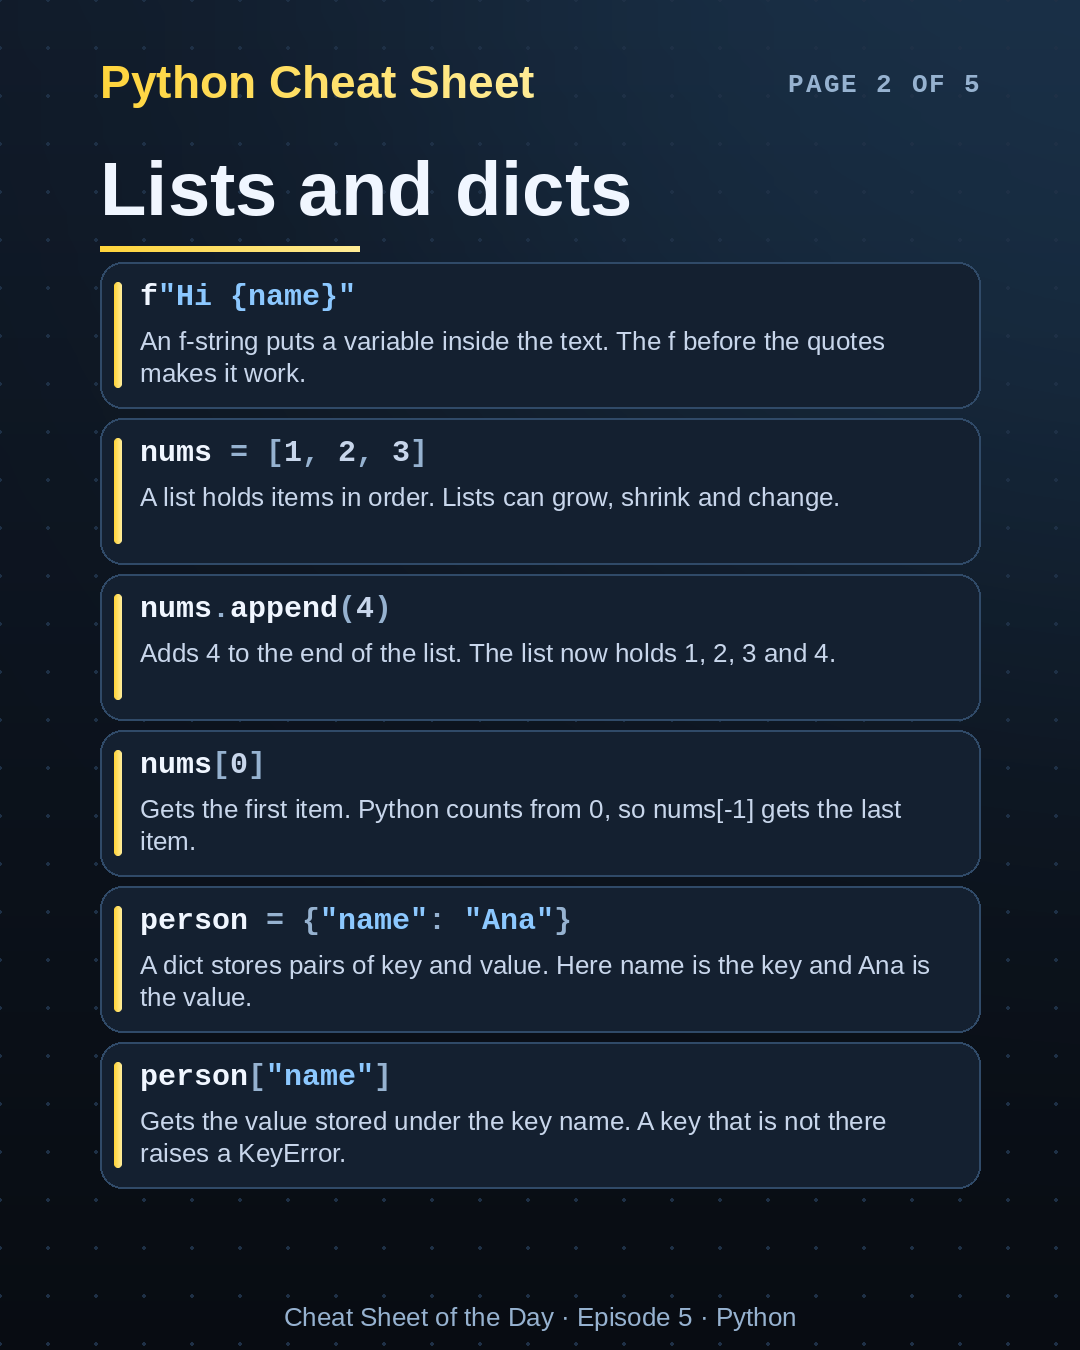 Python Cheat Sheet
PAGE 2 OF 5
Lists and dicts
f"Hi {name}"
An f-string puts a variable inside the text. The f before the quotes
makes it work.
nums = [1, 2, 3]
A list holds items in order. Lists can grow, shrink and change.
nums.append(4)
Adds 4 to the end of the list. The list now holds 1, 2, 3 and 4.
nums[0]
Gets the first item. Python counts from 0, so nums[-1] gets the last
item.
person = {"name": "Ana"}
A dict stores pairs of key and value. Here name is the key and Ana is
the value.
person["name"]
Gets the value stored under the key name. A key that is not there
raises a KeyError.
Cheat Sheet of the Day · Episode 5 · Python